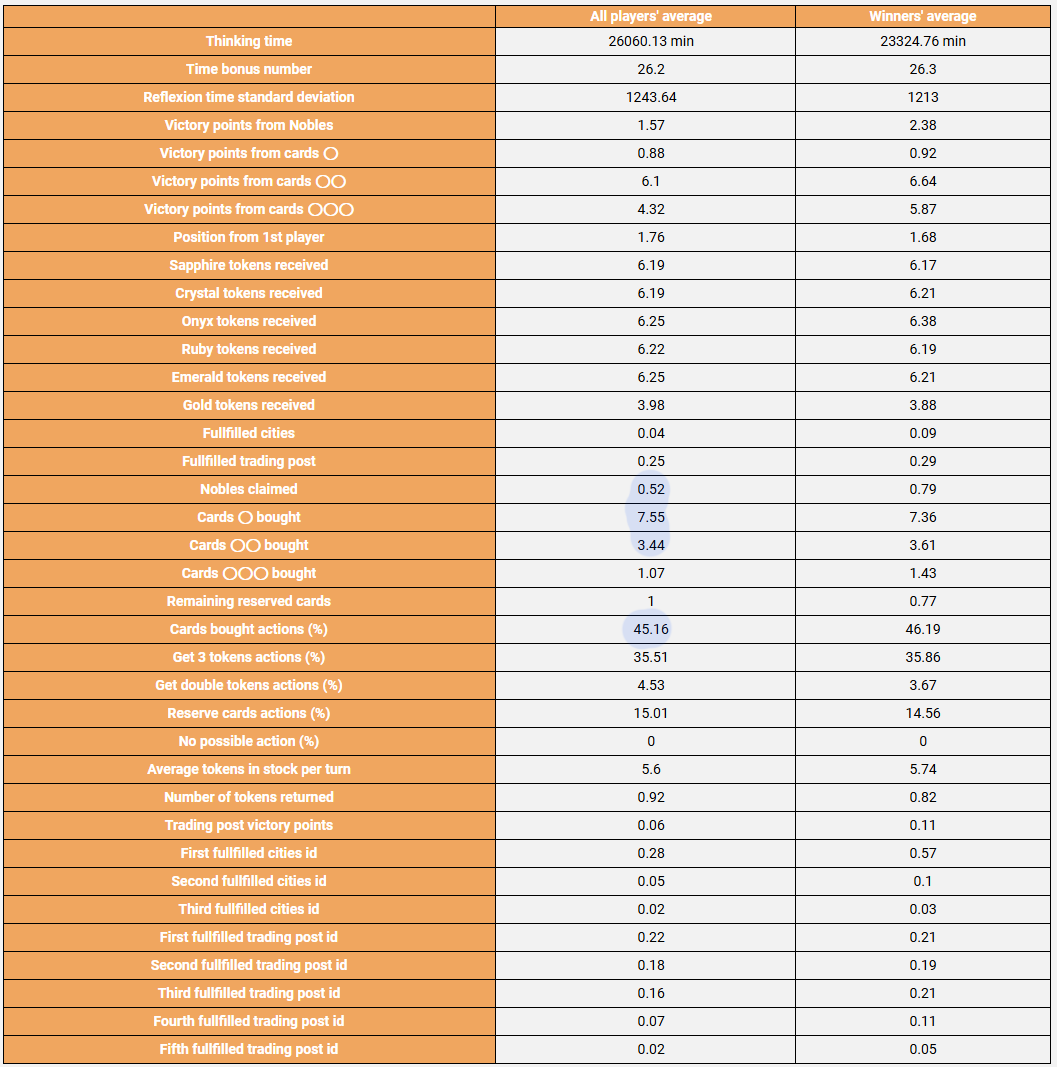 All players' average Winners' average
Thinking time 26060.13 min 23324.76 min
Time bonus number 26.2 26.3
Reflexion time standard deviation 1243.64 1213
Victory points from Nobles 1.57 2.38
Victory points from cards 0.88 0.92
Victory points from cards 6.1 6.64
Victory points from cards 4.32 5.87
Position from 1st player 1.76 1.68
Sapphire tokens received 6.19 6.17
Crystal tokens received 6.19 6.21
Onyx tokens received 6.25 6.38
Ruby tokens received 6.22 6.19
Emerald tokens received 6.25 6.21
Gold tokens received 3.98 3.88
Fullfilled cities 0.04 0.09
Fullfilled trading post 0.25 0.29
Nobles claimed 0.52 0.79
Cards bought 7.55 7.36
Cards bought 3.44 3.61
Cards bought 1.07 1.43
Remaining reserved cards 1 0.77
Cards bought actions (%) 45.16 46.19
Get 3 tokens actions (%) 35.51 35.86
Get double tokens actions (%) 4.53 3.67
Reserve cards actions (%) 15.01 14.56
No possible action (%) 0 0
Average tokens in stock per turn 5.6 5.74
Number of tokens returned 0.92 0.82
Trading post victory points 0.06 0.11
First fullfilled cities id 0.28 0.57
Second fullfilled cities id 0.05 0.1
Third fullfilled cities id 0.02 0.03
First fullfilled trading post id 0.22 0.21
Second fullfilled trading post id 0.18 0.19
Third fullfilled trading post id 0.16 0.21
Fourth fullfilled trading post id 0.07 0.11
Fifth fullfilled trading post id 0.02 0.05